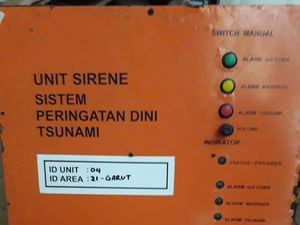 SWITCH MANUAL
ALARM UJI COBA
ALARM WASPADA
ALARM TSUNAMI
VOLUME
UNIT SIRENE
SISTEM
PERINGATAN DINI
TSUNAMI
INDIKATOR
STATUS / PROGRES
ALARM UJI COBA
ALARM WASPADA
ALARM TSUNAMI
ID UNIT : 04
ID AREA : 21-GARUT